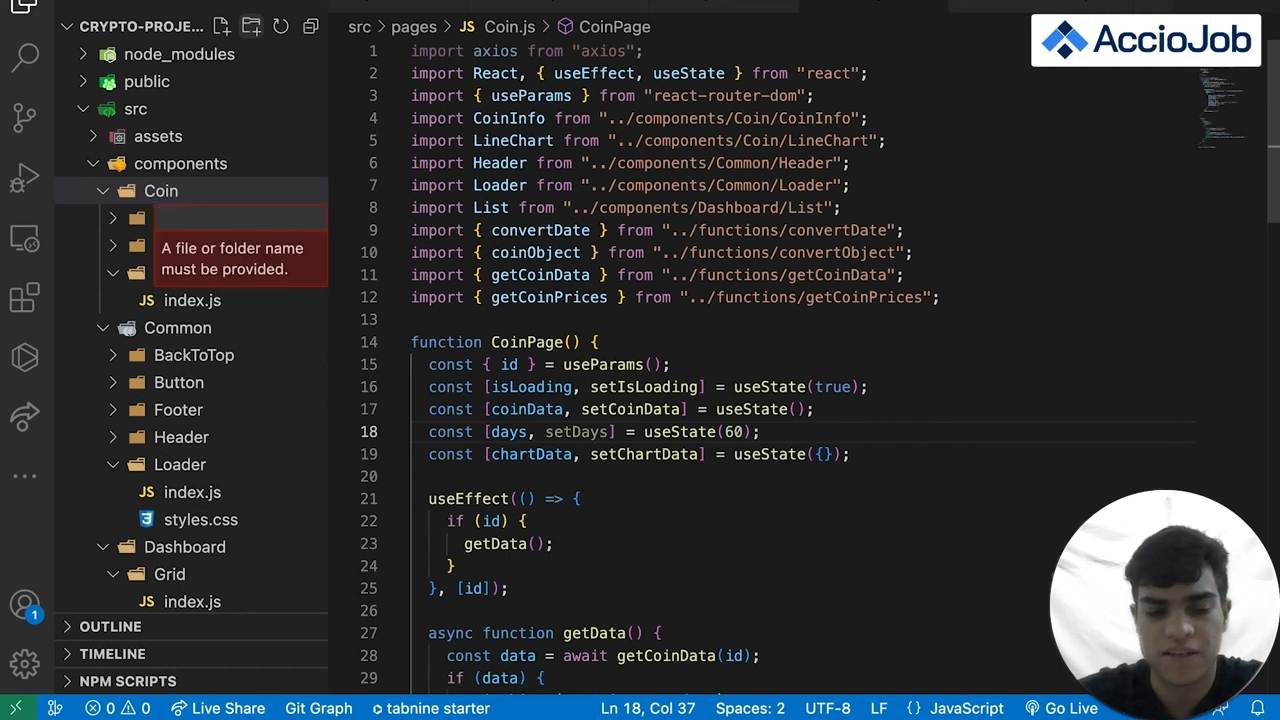 CRYPTO-PROJE...
node_modules
public
src
assets
components
Coin
A file or folder name
must be provided.
JS index.js
Common
BackToTop
Button
Footer
Header
Loader
JS index.js
styles.css
Dashboard
Grid
JS index.js
OUTLINE
TIMELINE
NPM SCRIPTS
1
src > pages > JS Coin.js > CoinPage
AccioJob
1 import axios from "axios";
2 import React, { useEffect, useState } from "react";
3 import { useParams } from "react-router-dom";
4 import CoinInfo from "../components/Coin/CoinInfo";
5 import LineChart from "../components/Coin/LineChart";
6 import Header from "../components/Common/Header";
7 import Loader from "../components/Common/Loader";
8 import List from "../components/Dashboard/List";
9 import { convertDate } from "../functions/convertDate";
10 import { coinObject } from "../functions/convertObject";
11 import { getCoinData } from "../functions/getCoinData";
12 import { getCoinPrices } from "../functions/getCoinPrices";
13
14 function CoinPage() {
15 const { id } = useParams();
16 const [isLoading, setIsLoading] = useState(true);
17 const [coinData, setCoinData] = useState();
18 const [days, setDays] = useState(60);
19 const [chartData, setChartData] = useState({});
20
21 useEffect(() => {
22 if (id) {
23 getData();
24 }
25 }, [id]);
26
27 async function getData() {
28 const data = await getCoinData(id);
29 if (data) {
0 0 Live Share Git Graph tabnine starter Ln 18, Col 37 Spaces: 2 UTF-8 LF {} JavaScript Go Live